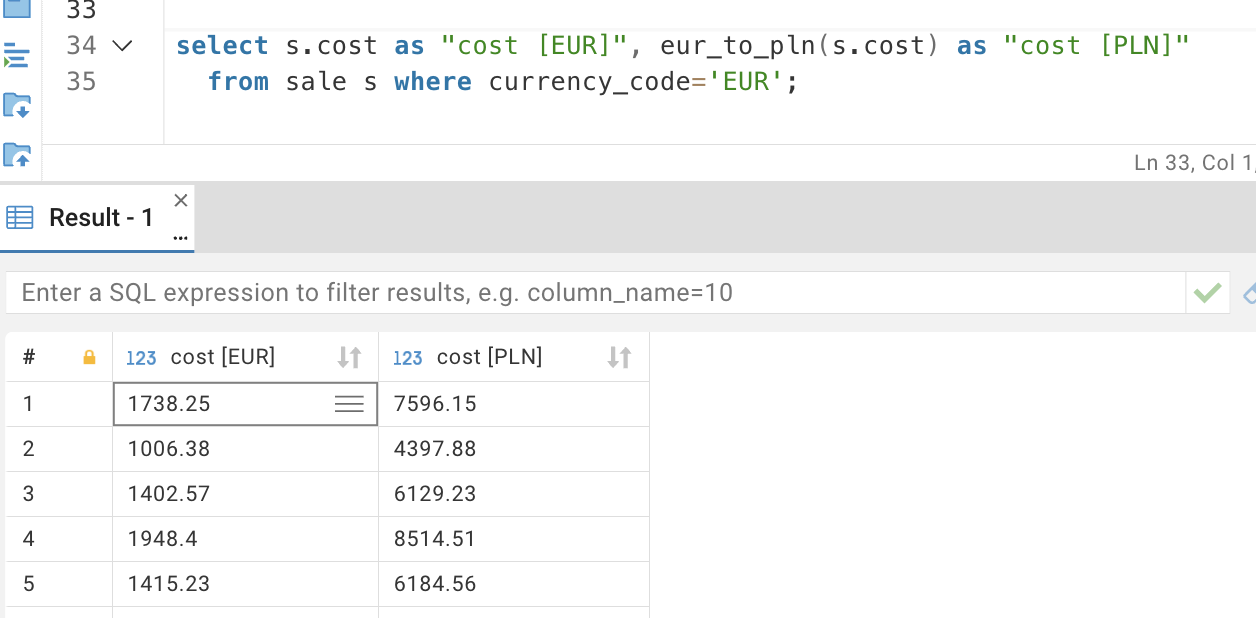 33
34 select s.cost as "cost [EUR]", eur_to_pln(s.cost) as "cost [PLN]"
35 from sale s where currency_code='EUR';
Ln 33, Col 1,
Result - 1
...
Enter a SQL expression to filter results, e.g. column_name=10
# 123 cost [EUR] 123 cost [PLN]
1 1738.25 7596.15
2 1006.38 4397.88
3 1402.57 6129.23
4 1948.4 8514.51
5 1415.23 6184.56